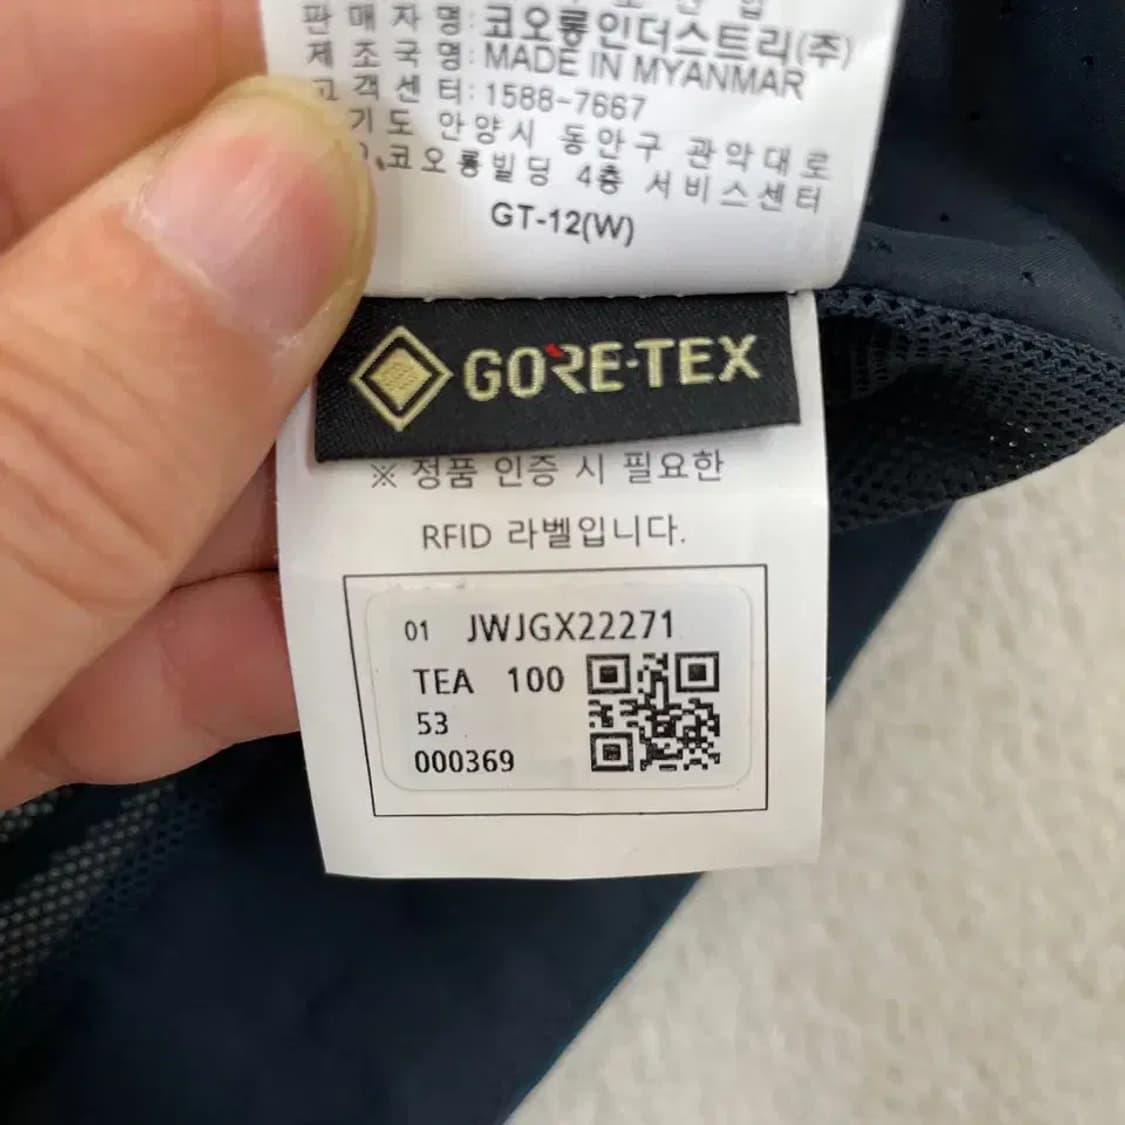 판매자명:코오롱인더스트리(주)
제조국명:MADE IN MYANMAR
고객센터:1588-7667
기도 안양시 동안구 관악대로
),코오롱빌딩 4층 서비스센터
GT-12(W)
GORE-TEX
※ 정품 인증 시 필요한
RFID 라벨입니다.
01 JWJGX22271
TEA 100
53
000369